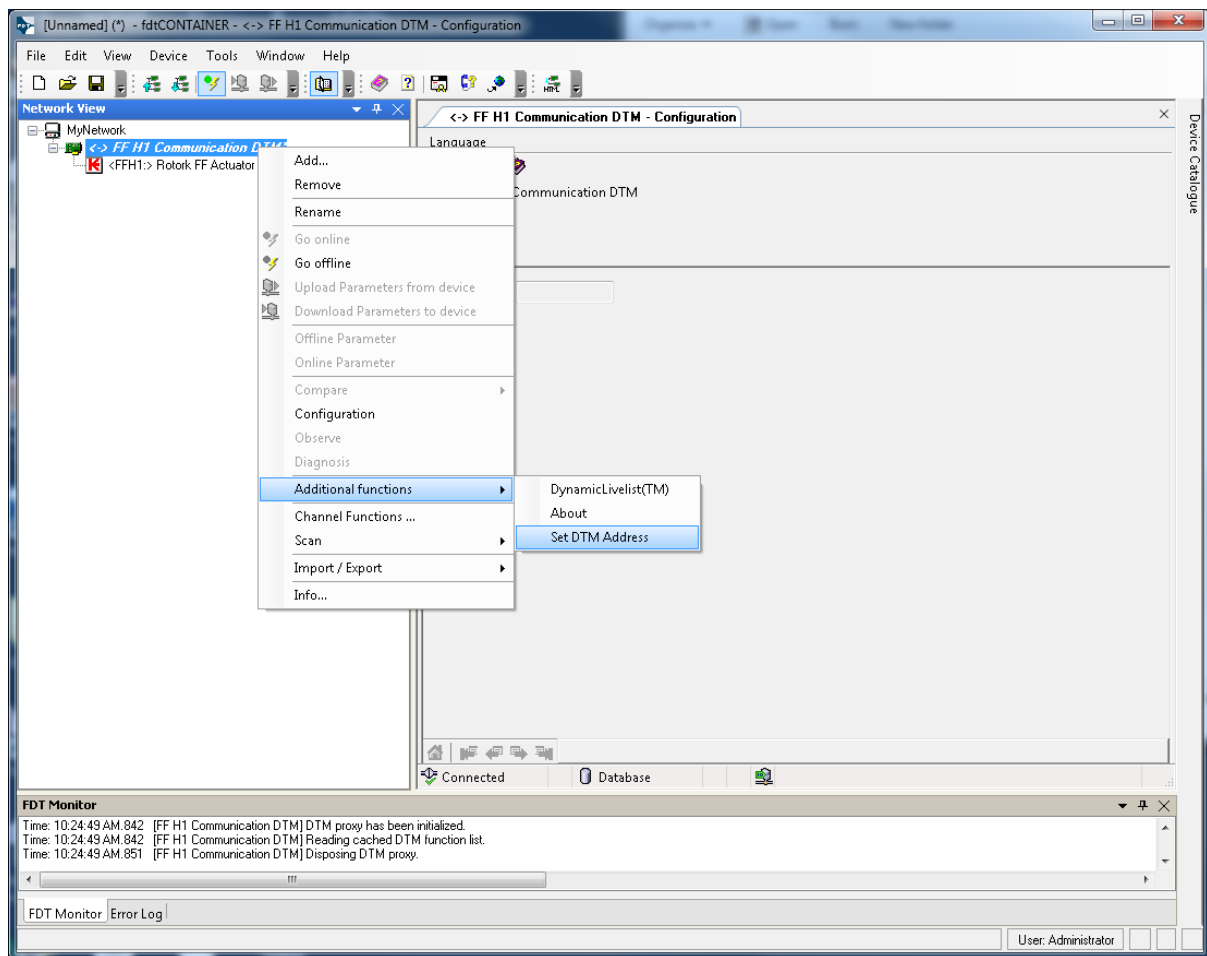 [Unnamed] (*) - fdtCONTAINER - <-> FF H1 Communication DTM - Configuration
File Edit View Device Tools Window Help
Network View
MyNetwork
<-> FF H1 Communication DTM*
<FFH1:> Rotork FF Actuator
<-> FF H1 Communication DTM - Configuration
Language
Communication DTM
Device Catalogue
Add...
Remove
Rename
Go online
Go offline
Upload Parameters from device
Download Parameters to device
Offline Parameter
Online Parameter
Compare
Configuration
Observe
Diagnosis
Additional functions
Channel Functions ...
Scan
Import / Export
Info...
DynamicLivelist(TM)
About
Set DTM Address
Connected Database
FDT Monitor
Time: 10:24:49 AM.842 [FF H1 Communication DTM] DTM proxy has been initialized.
Time: 10:24:49 AM.842 [FF H1 Communication DTM] Reading cached DTM function list.
Time: 10:24:49 AM.851 [FF H1 Communication DTM] Disposing DTM proxy.
FDT Monitor Error Log
User: Administrator